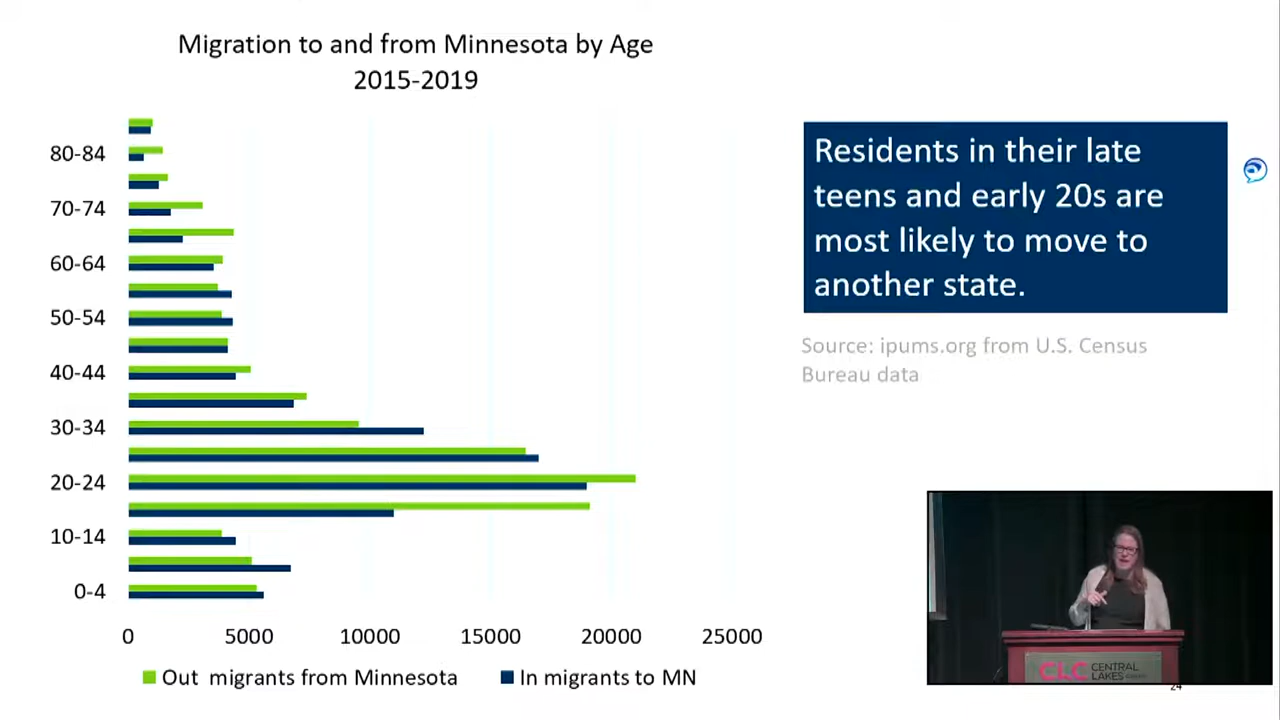 Migration to and from Minnesota by Age
2015-2019
80-84
70-74
60-64
50-54
40-44
30-34
20-24
10-14
0-4
0 5000 10000 15000 20000 25000
Out migrants from Minnesota In migrants to MN
Residents in their late
teens and early 20s are
most likely to move to
another state.
Source: ipums.org from U.S. Census
Bureau data
CLC CENTRAL
LAKES
24